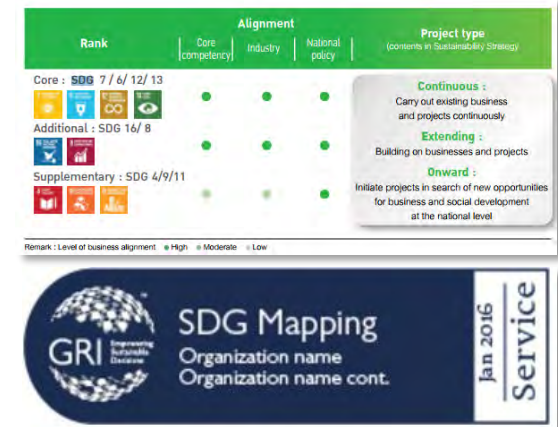 Alignment
Rank
Core competency
Industry
National policy
Project type
(contents in Sustainability Strategy
Core : SDG 7 / 6/ 12/ 13
Additional : SDG 16/ 8
Supplementary : SDG 4/9/11
Continuous :
Carry out existing business
and projects continuously
Extending :
Building on businesses and projects
Onward :
Initiate projects in search of new opportunities
for business and social development
at the national level
Remark : Level of business alignment High Moderate Low
GRI
Empowering
Sustainable
Decisions
SDG Mapping
Organization name
Organization name cont.
Jan 2016
Service